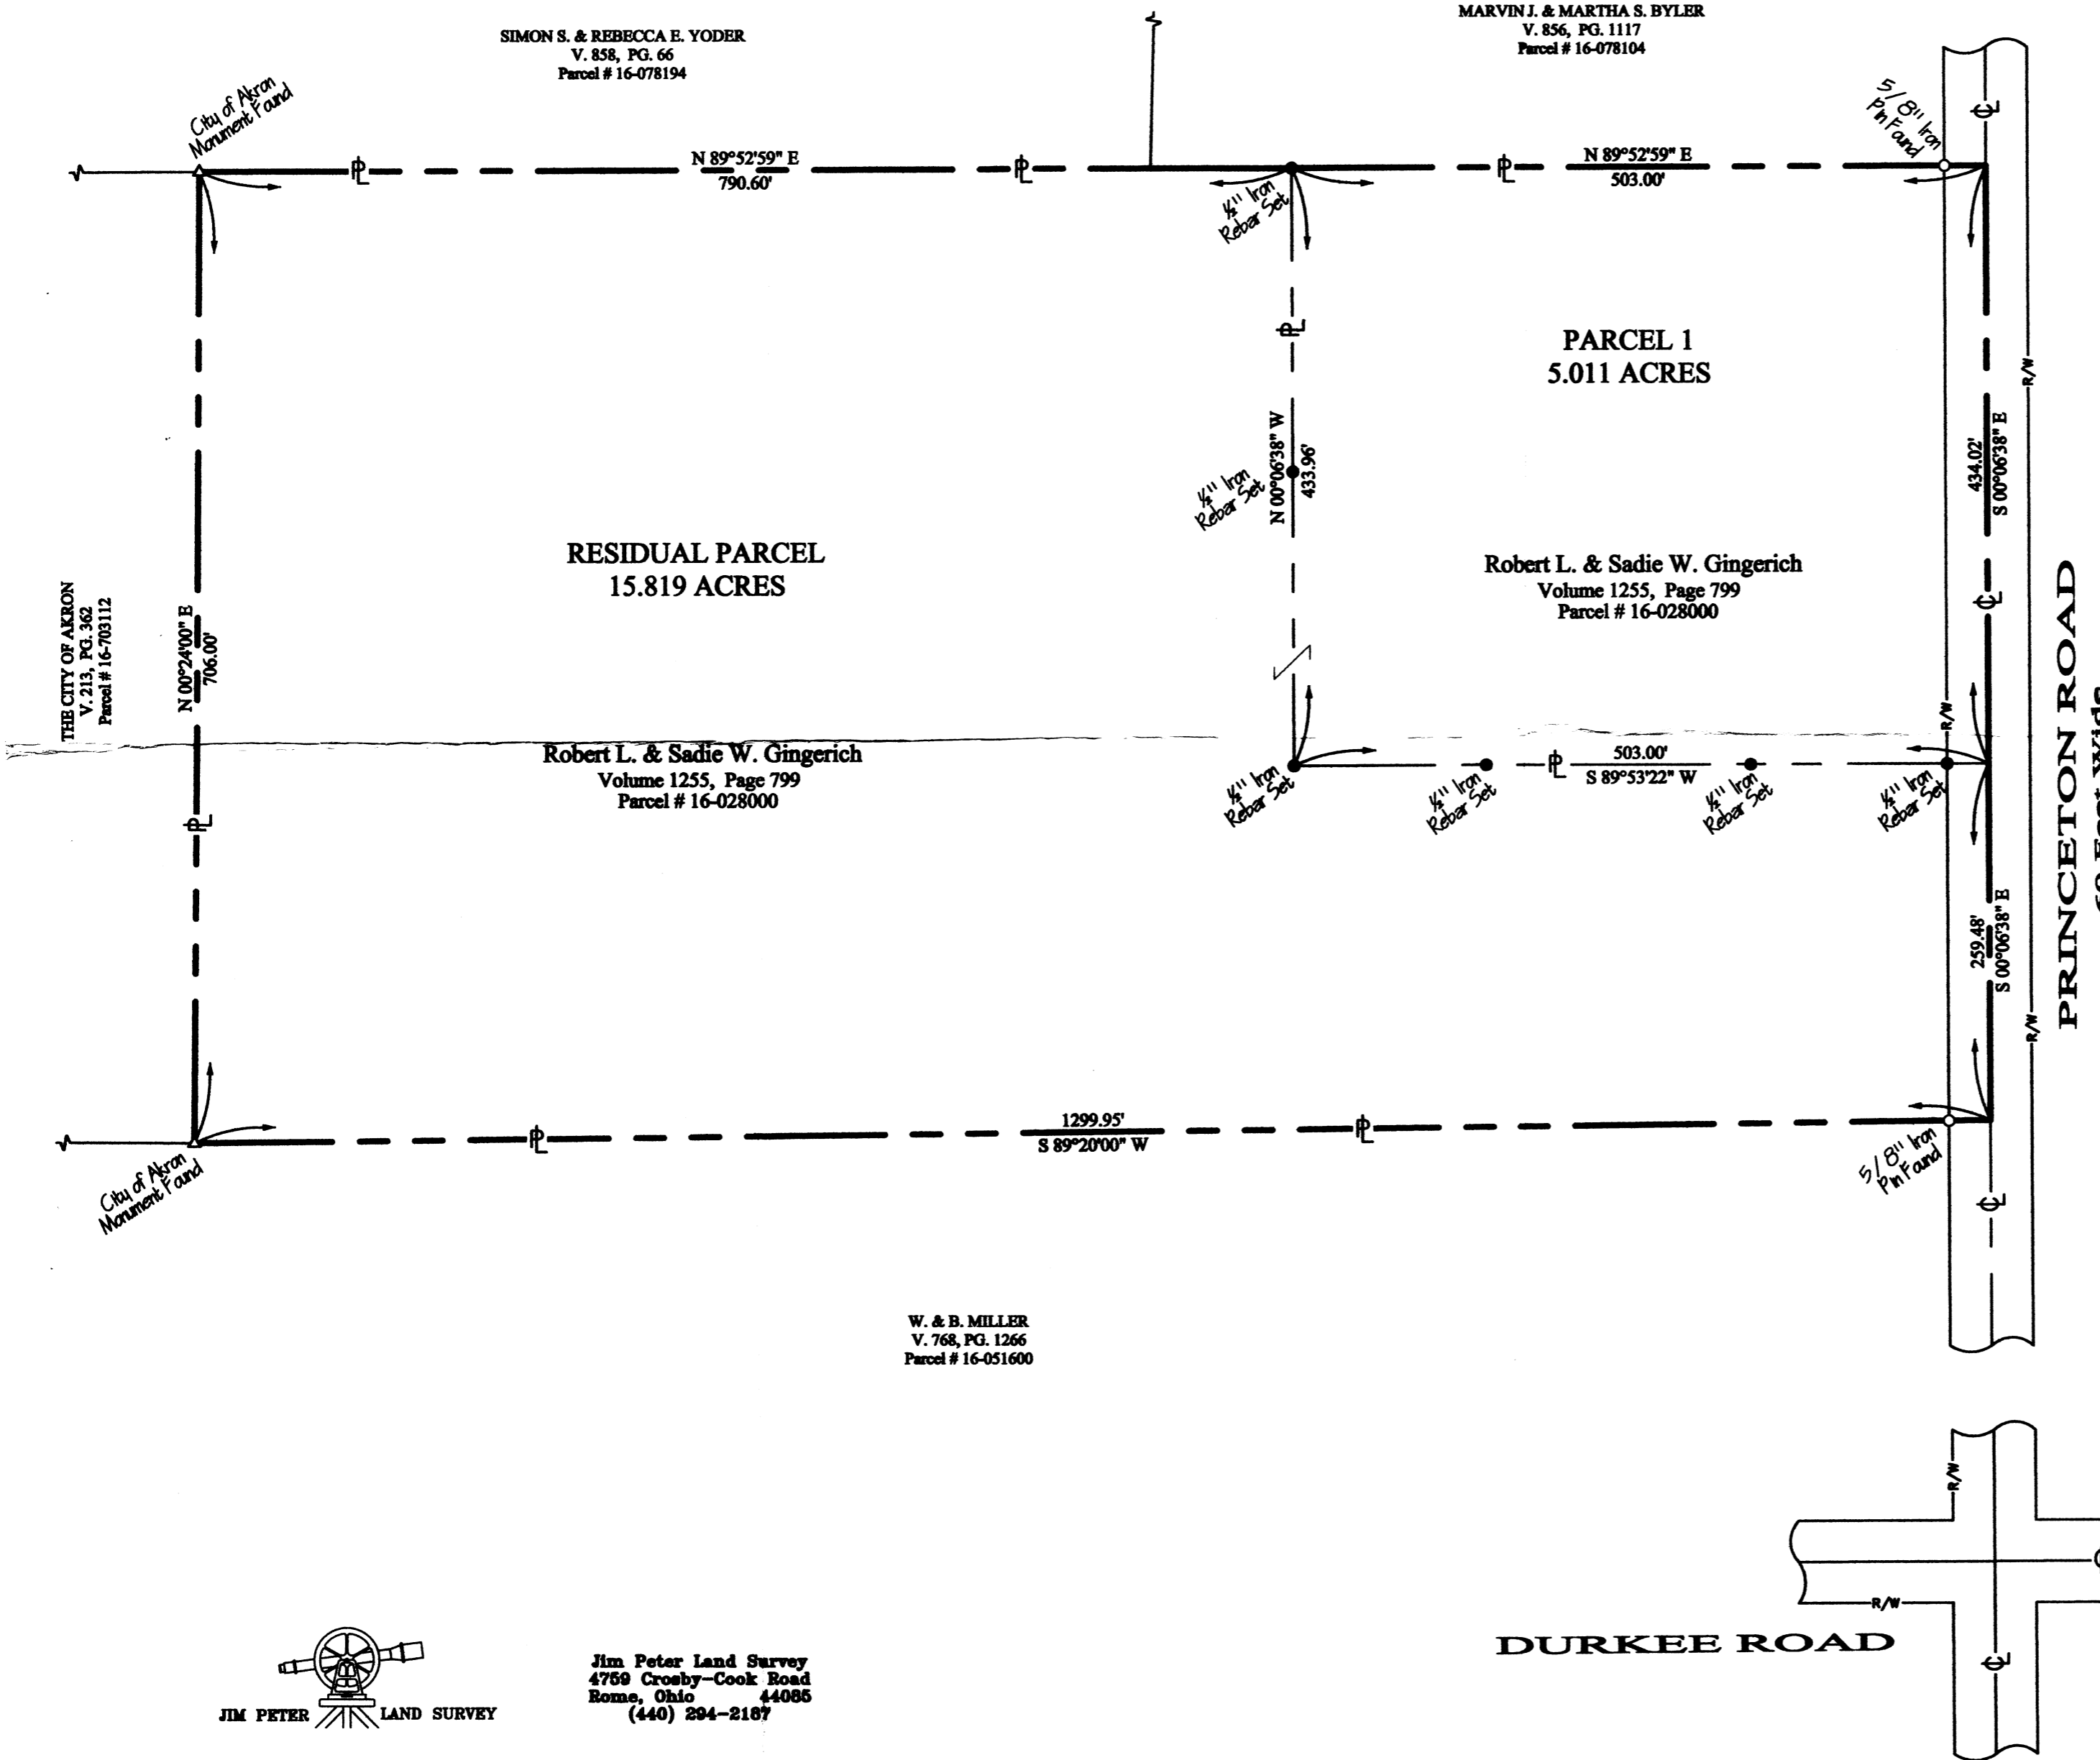 SIMON S. & REBECCA E. YODER
V. 858, PG. 66
Parcel # 16-078194
MARVIN J. & MARTHA S. BYLER
V. 856, PG. 1117
Parcel # 16-078104
City of Akron
Monument Found
5/8" Iron
Pin Found
℄
N 89°52'59" E
790.60'
N 89°52'59" E
503.00'
℄
℄
℄
½" Iron
Rebar Set
℄
PARCEL 1
5.011 ACRES
R/W
N 00°06'38" W
433.96'
½" Iron
Rebar Set
434.02'
S 00°06'38" E
RESIDUAL PARCEL
15.819 ACRES
Robert L. & Sadie W. Gingerich
Volume 1255, Page 799
Parcel # 16-028000
℄
THE CITY OF AKRON
V. 213, PG. 362
Parcel # 16-703112
N 00°24'00" E
706.00'
PRINCETON ROAD
60 Feet Wide
R/W
Robert L. & Sadie W. Gingerich
Volume 1255, Page 799
Parcel # 16-028000
503.00'
S 89°53'22" W
℄
½" Iron
Rebar Set
½" Iron
Rebar Set
½" Iron
Rebar Set
½" Iron
Rebar Set
℄
259.48'
S 00°06'38" E
R/W
1299.95'
S 89°20'00" W
℄
℄
City of Akron
Monument Found
5/8" Iron
Pin Found
℄
W. & B. MILLER
V. 768, PG. 1266
Parcel # 16-051600
R/W
R/W
DURKEE ROAD
℄
JIM PETER LAND SURVEY
Jim Peter Land Survey
4759 Crosby-Cook Road
Rome, Ohio 44085
(440) 294-2187